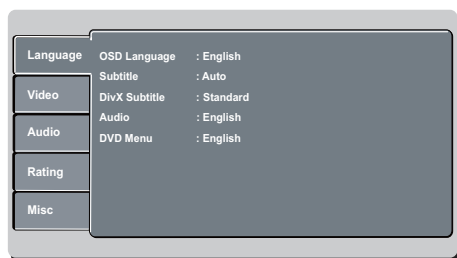 Language
Video
Audio
Rating
Misc
OSD Language : English
Subtitle : Auto
DivX Subtitle : Standard
Audio : English
DVD Menu : English